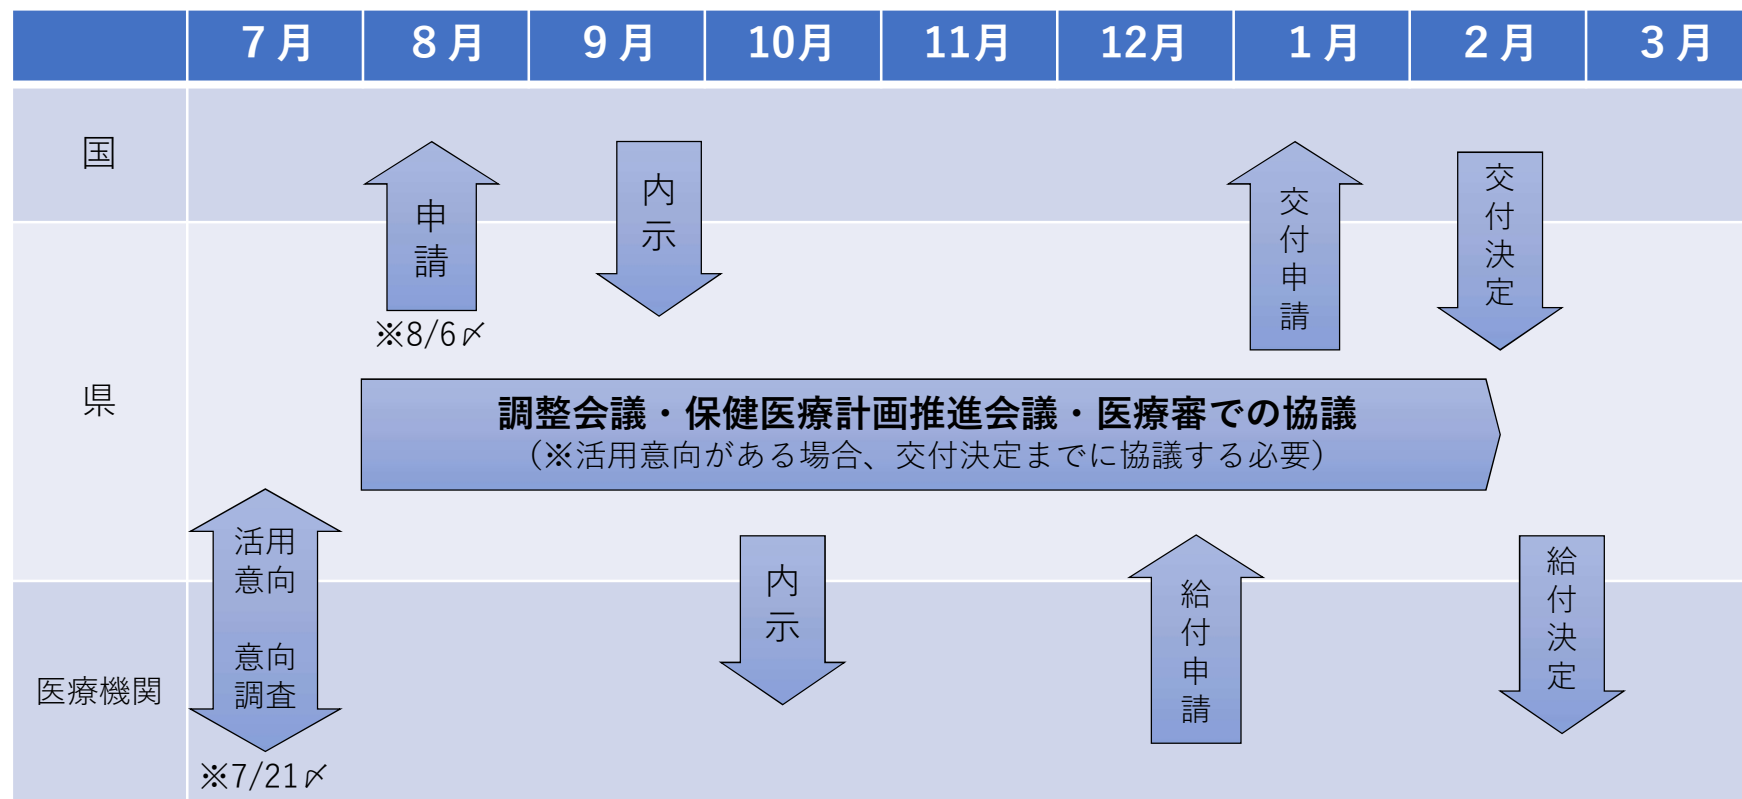 7月 8月 9月 10月 11月 12月 1月 2月 3月
国
申請
内示
交付申請
交付決定
※8/6〆
県
調整会議・保健医療計画推進会議・医療審での協議
(※活用意向がある場合、交付決定までに協議する必要)
活用
意向
意向
調査
内示
給付申請
給付決定
医療機関
※7/21〆